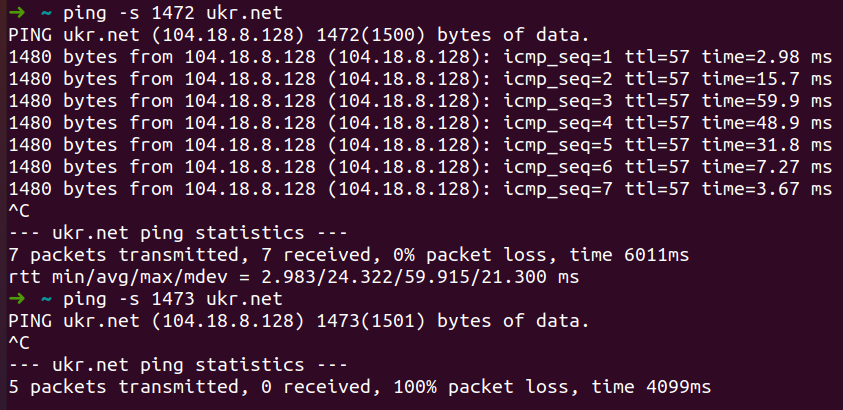 ➜ ~ ping -s 1472 ukr.net
PING ukr.net (104.18.8.128) 1472(1500) bytes of data.
1480 bytes from 104.18.8.128 (104.18.8.128): icmp_seq=1 ttl=57 time=2.98 ms
1480 bytes from 104.18.8.128 (104.18.8.128): icmp_seq=2 ttl=57 time=15.7 ms
1480 bytes from 104.18.8.128 (104.18.8.128): icmp_seq=3 ttl=57 time=59.9 ms
1480 bytes from 104.18.8.128 (104.18.8.128): icmp_seq=4 ttl=57 time=48.9 ms
1480 bytes from 104.18.8.128 (104.18.8.128): icmp_seq=5 ttl=57 time=31.8 ms
1480 bytes from 104.18.8.128 (104.18.8.128): icmp_seq=6 ttl=57 time=7.27 ms
1480 bytes from 104.18.8.128 (104.18.8.128): icmp_seq=7 ttl=57 time=3.67 ms
^C
--- ukr.net ping statistics ---
7 packets transmitted, 7 received, 0% packet loss, time 6011ms
rtt min/avg/max/mdev = 2.983/24.322/59.915/21.300 ms
➜ ~ ping -s 1473 ukr.net
PING ukr.net (104.18.8.128) 1473(1501) bytes of data.
^C
--- ukr.net ping statistics ---
5 packets transmitted, 0 received, 100% packet loss, time 4099ms